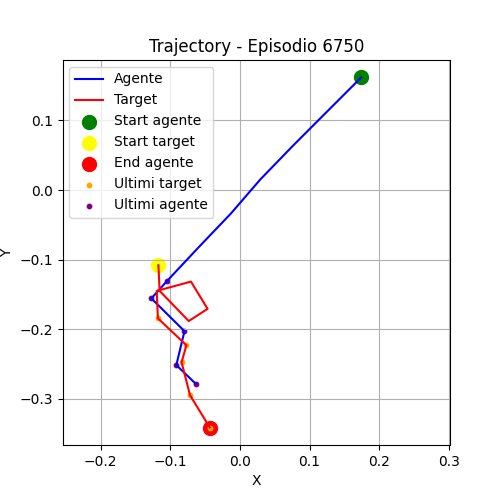 Trajectory - Episodio 6750
Agente
Target
Start agente
Start target
End agente
Ultimi target
Ultimi agente
0.1
0.0
−0.1
−0.2
−0.3
Y
−0.2
−0.1
0.0
0.1
0.2
0.3
X